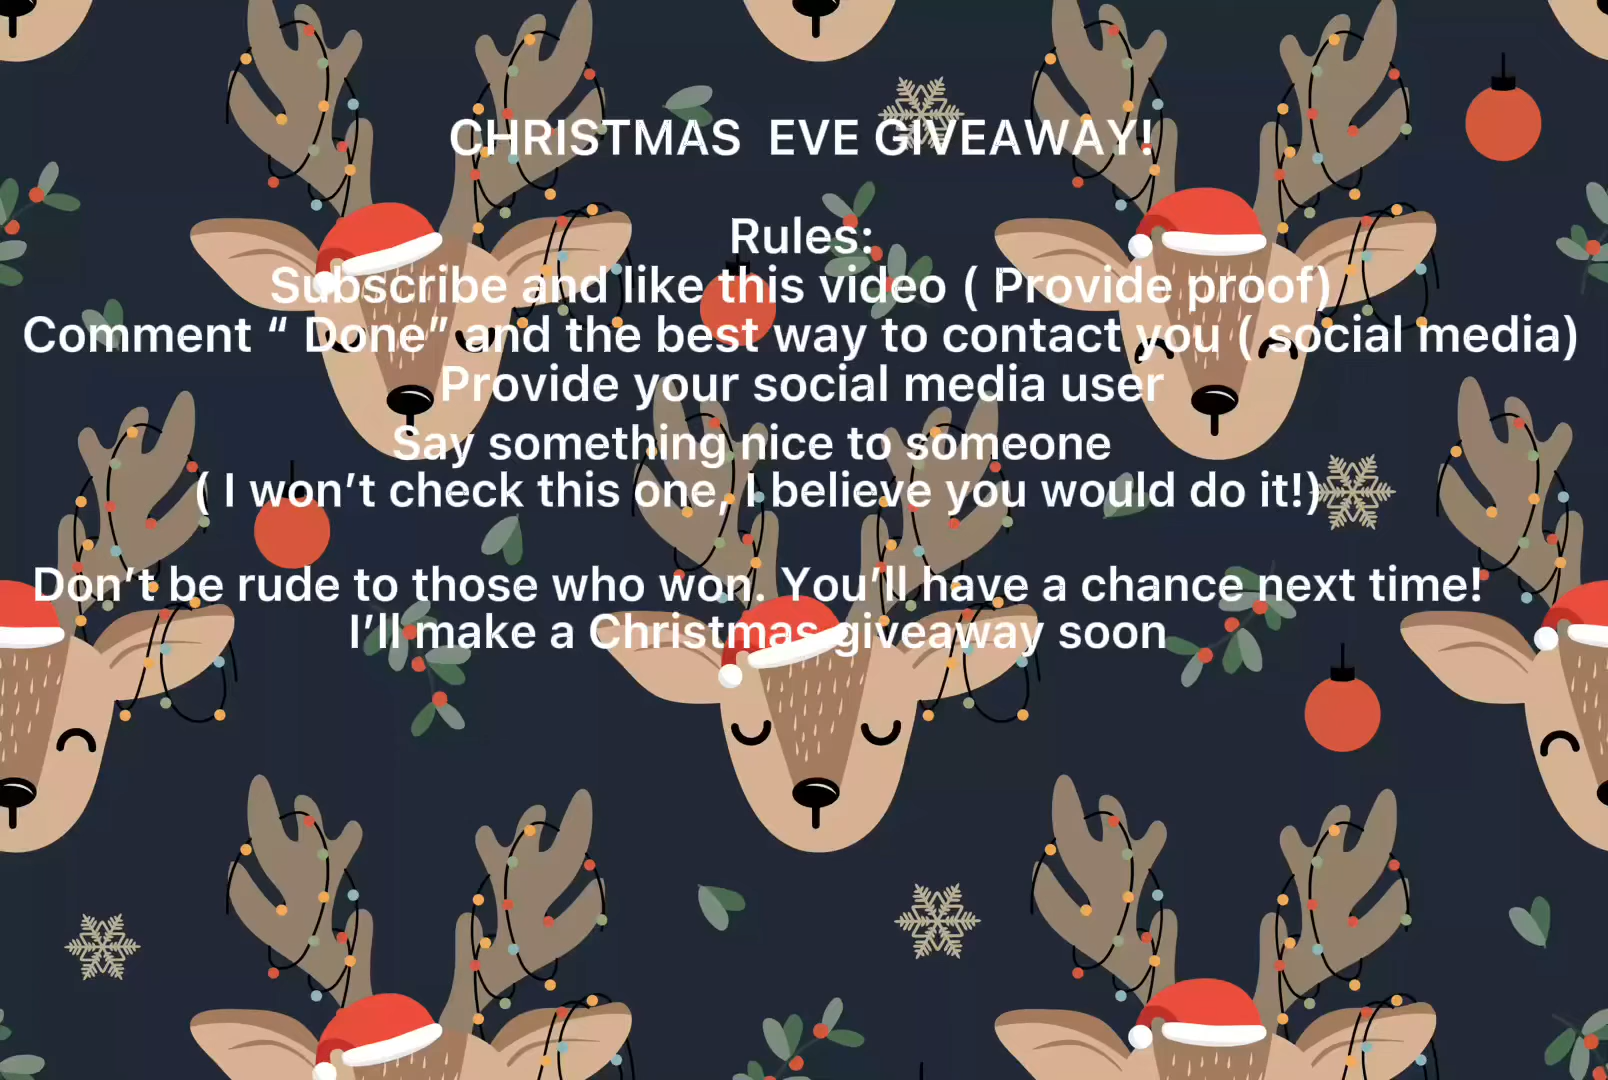 CHRISTMAS  EVE GIVEAWAY!
Rules:
Subscribe and like this video ( Provide proof)
Comment “ Done” and the best way to contact you ( social media)
Provide your social media user
Say something nice to someone
( I won’t check this one, I believe you would do it!)
Don’t be rude to those who won. You’ll have a chance next time!
I’ll make a Christmas giveaway soon